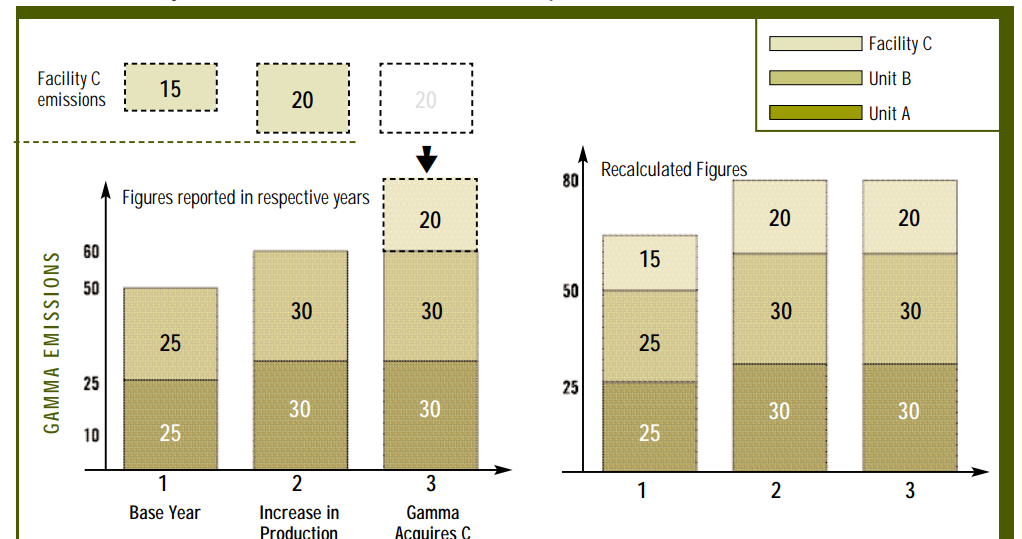 Facility C
Unit B
Unit A
Facility C
emissions
15
20
20
Figures reported in respective years
GAMMA EMISSIONS
60
50
25
10
25
25
30
30
20
30
30
1
2
3
Base Year
Increase in
Production
Gamma
Acquires C
Recalculated Figures
80
50
25
15
25
25
20
30
30
20
30
30
1
2
3